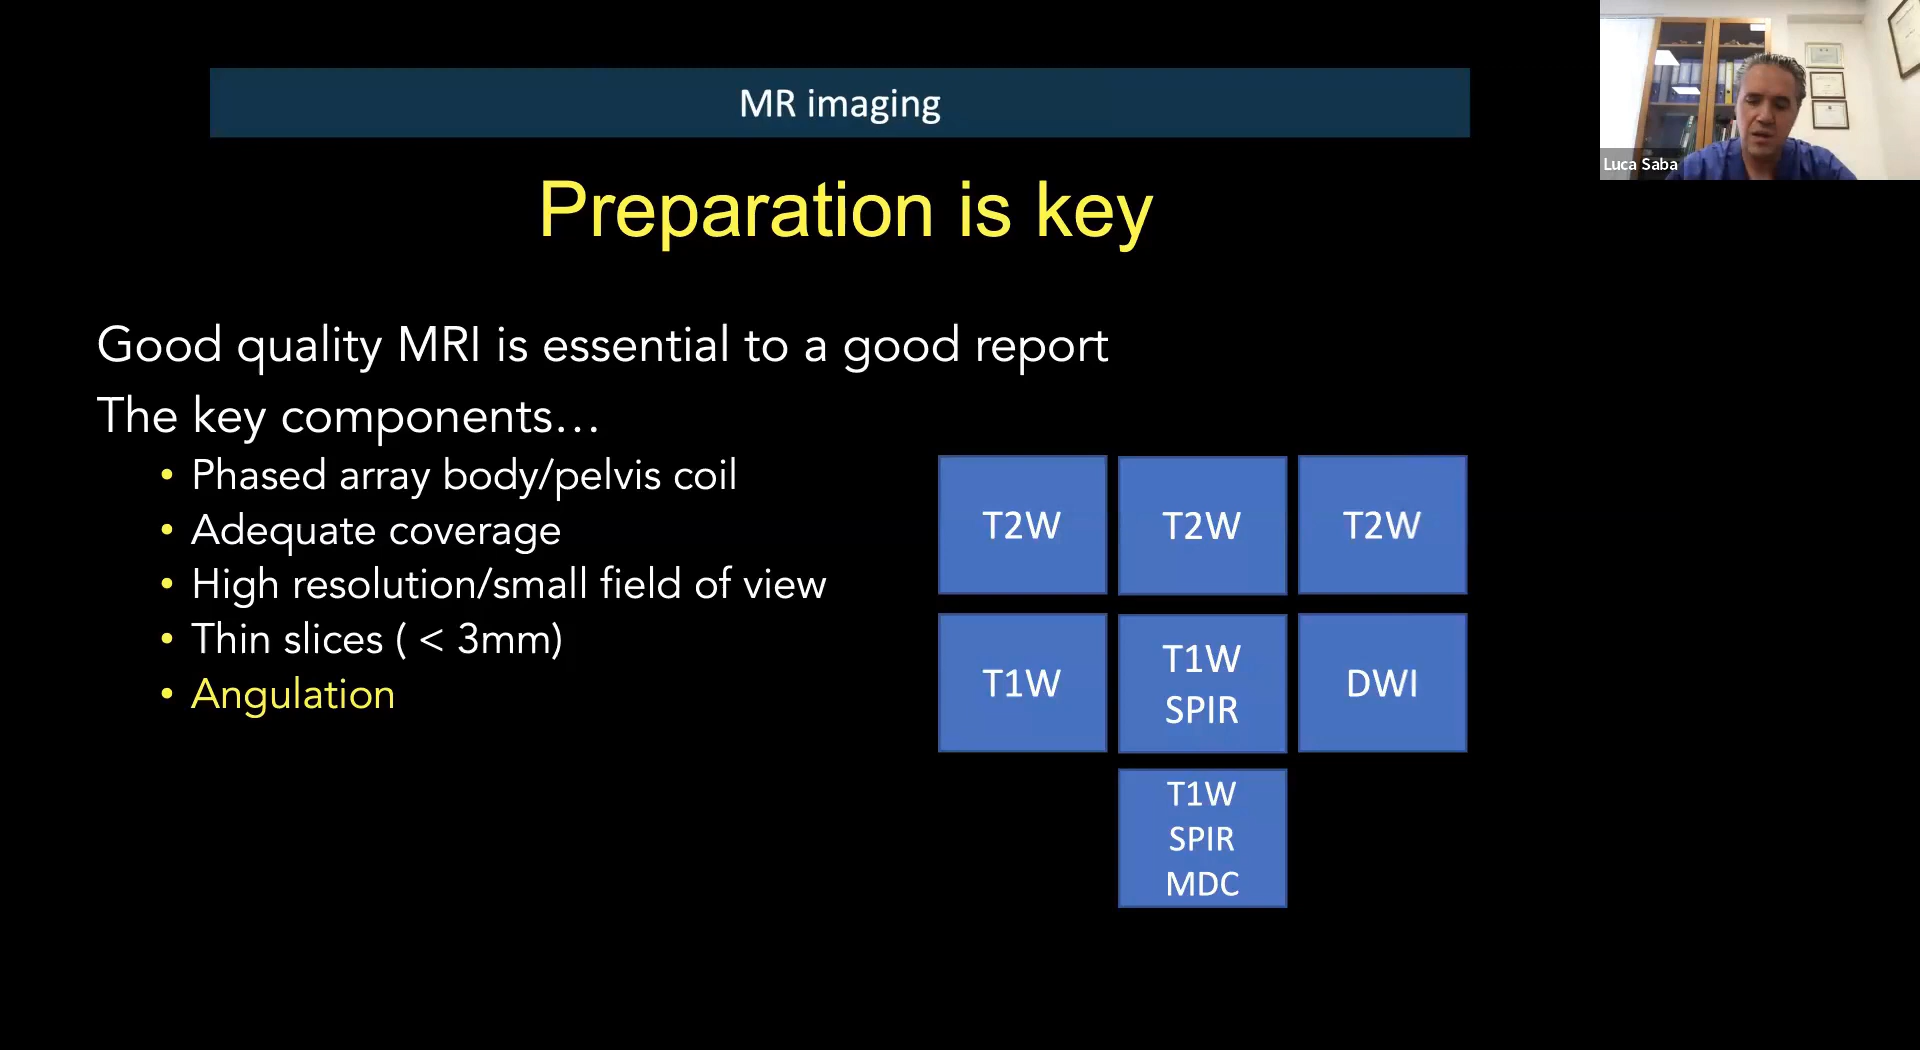 MR imaging
Luca Saba
Preparation is key
Good quality MRI is essential to a good report
The key components…
• Phased array body/pelvis coil
• Adequate coverage
• High resolution/small field of view
• Thin slices ( < 3mm)
• Angulation
T2W
T2W
T2W
T1W
T1W
SPIR
DWI
T1W
SPIR
MDC